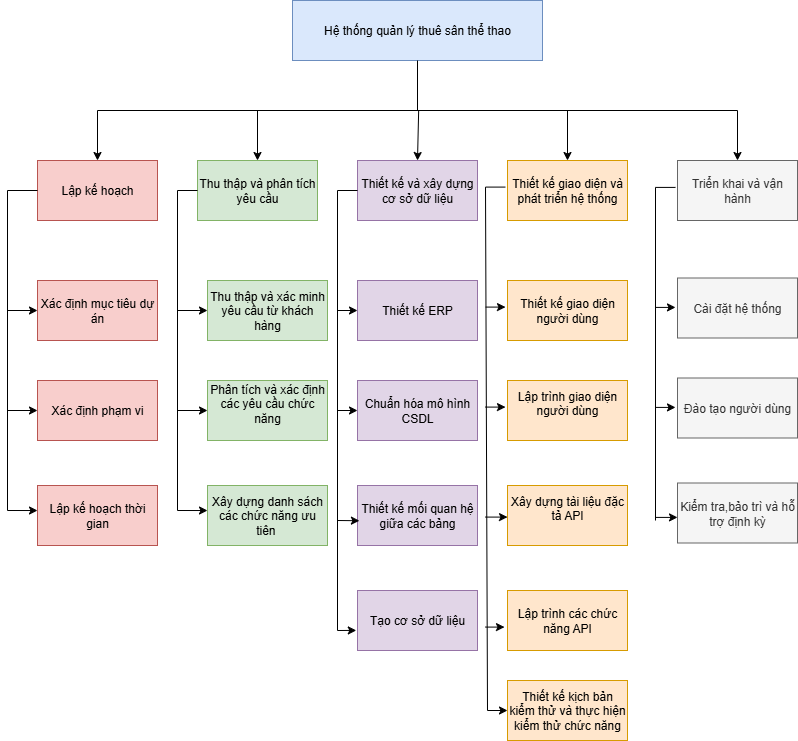 Hệ thống quản lý thuê sân thể thao
Lập kế hoạch
Thu thập và phân tích
yêu cầu
Thiết kế và xây dựng
cơ sở dữ liệu
Thiết kế giao diện và
phát triển hệ thống
Triển khai và vận
hành
Xác định mục tiêu dự
án
Xác định phạm vi
Lập kế hoạch thời
gian
Thu thập và xác minh
yêu cầu từ khách
hàng
Phân tích và xác định
các yêu cầu chức
năng
Xây dựng danh sách
các chức năng ưu
tiên
Thiết kế ERP
Chuẩn hóa mô hình
CSDL
Thiết kế mối quan hệ
giữa các bảng
Tạo cơ sở dữ liệu
Thiết kế giao diện
người dùng
Lập trình giao diện
người dùng
Xây dựng tài liệu đặc
tả API
Lập trình các chức
năng API
Thiết kế kịch bản
kiểm thử và thực hiện
kiểm thử chức năng
Cài đặt hệ thống
Đảo tạo người dùng
Kiểm tra,bảo trì và hỗ
trợ định kỳ